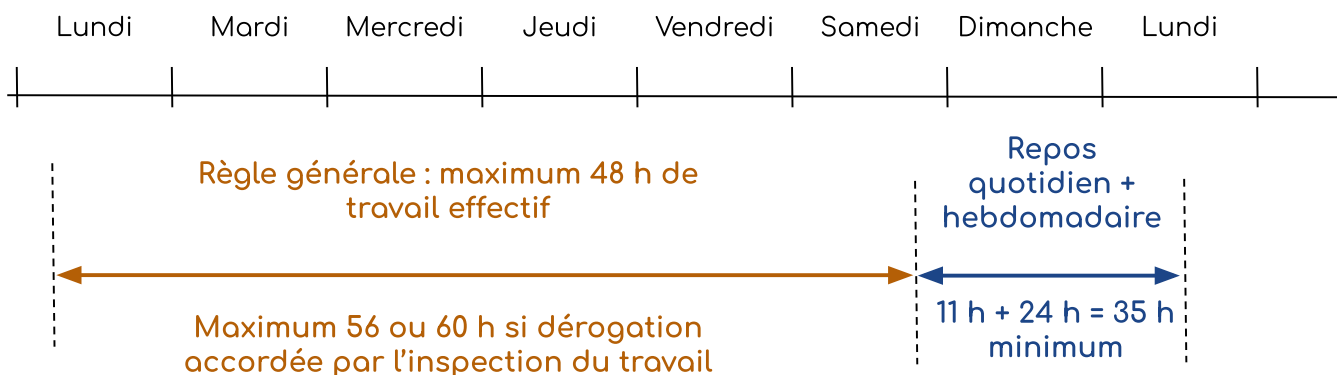 Lundi Mardi Mercredi Jeudi Vendredi Samedi Dimanche Lundi
Règle générale : maximum 48 h de
travail effectif
Repos
quotidien +
hebdomadaire
Maximum 56 ou 60 h si dérogation
accordée par l'inspection du travail
11 h + 24 h = 35 h
minimum